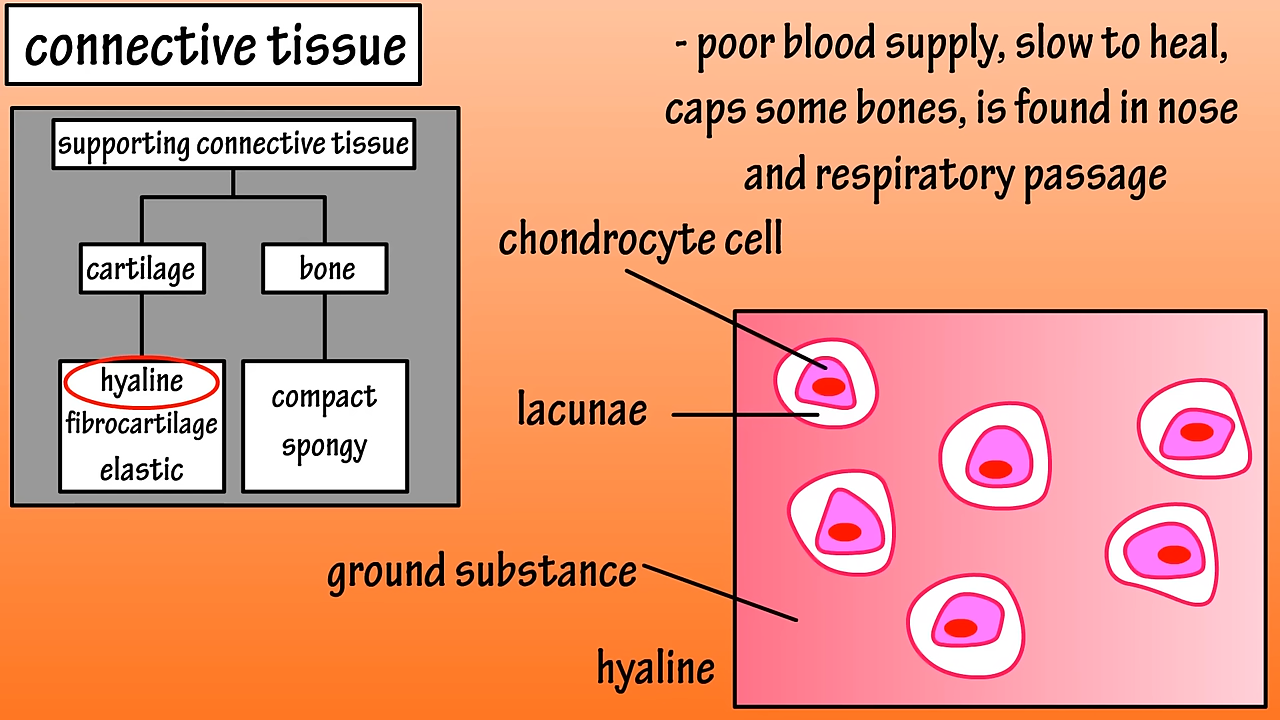 connective tissue
supporting connective tissue
cartilage
bone
hyaline
fibrocartilage
elastic
compact
spongy
- poor blood supply, slow to heal,
caps some bones, is found in nose
and respiratory passage
chondrocyte cell
lacunae
ground substance
hyaline